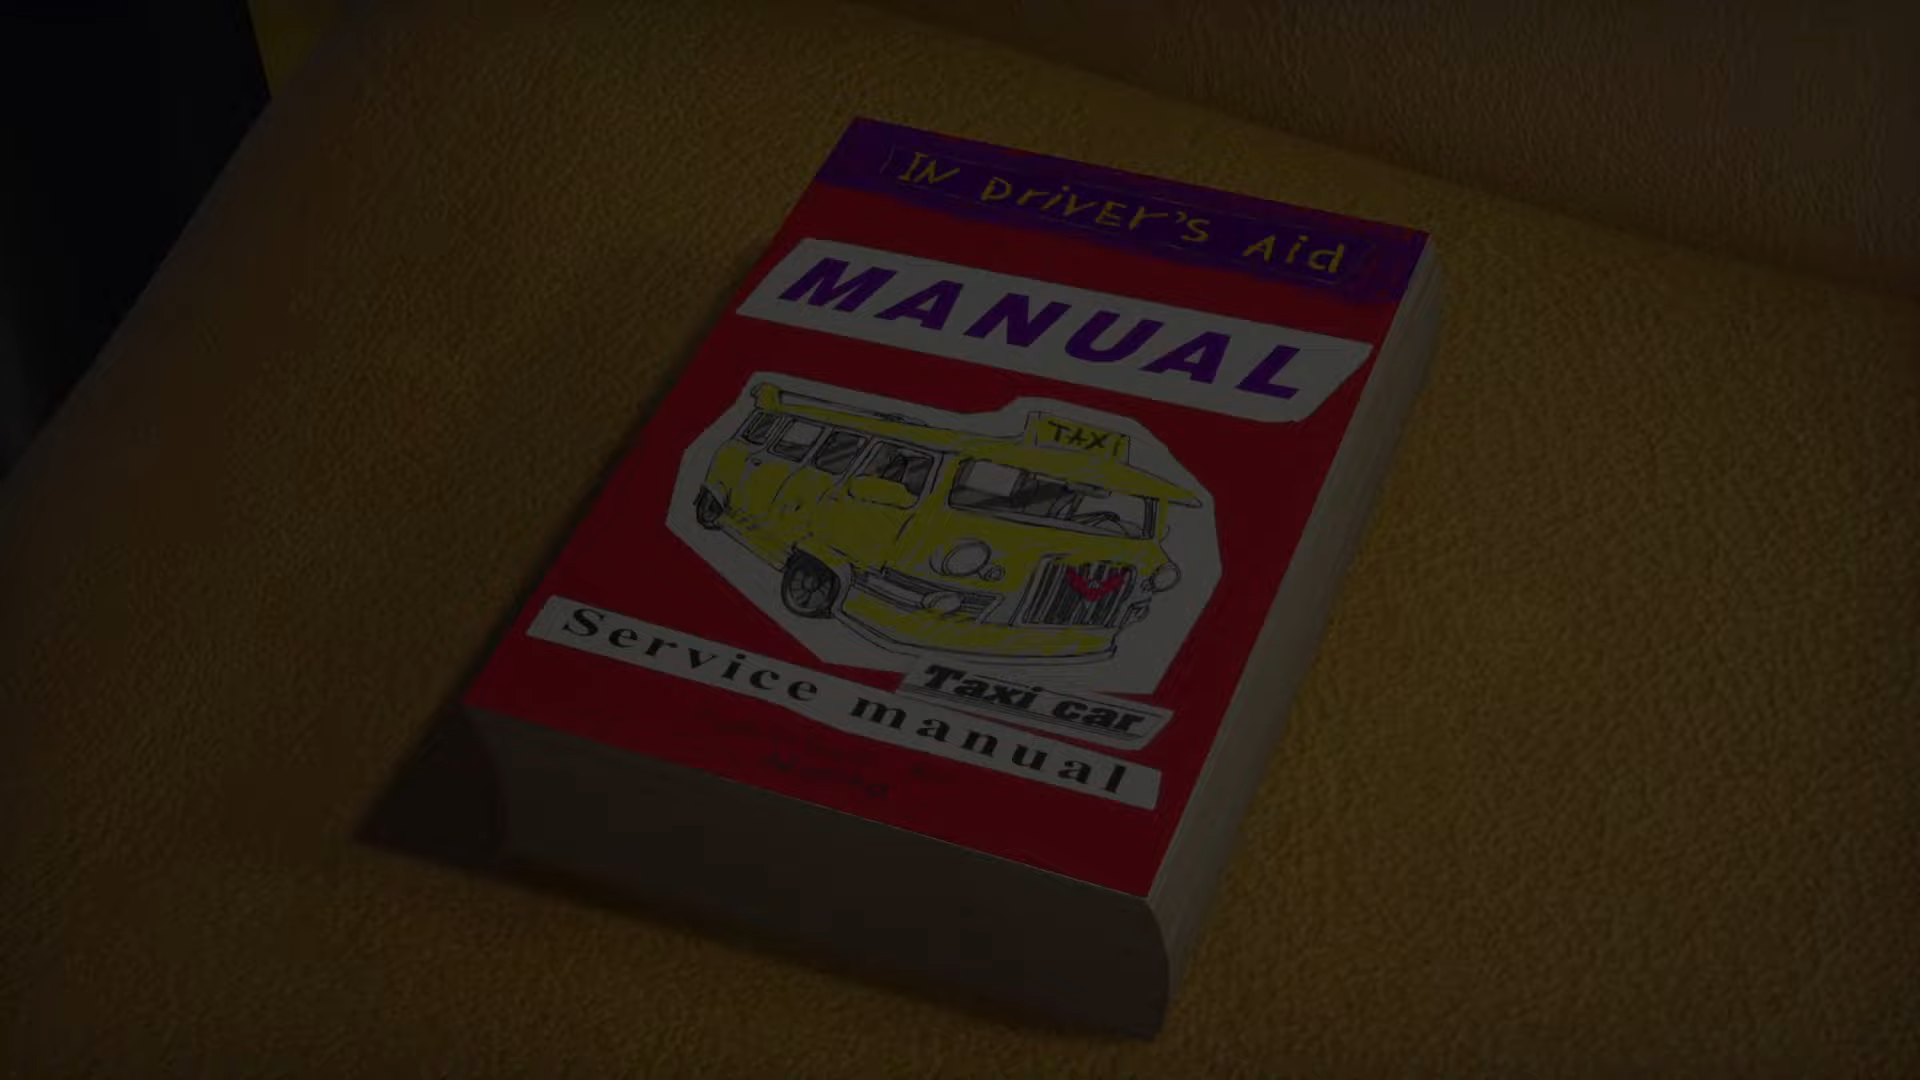 IN DriVEr'S Aid
MANUAL
TAXi
Taxi car
Service manual